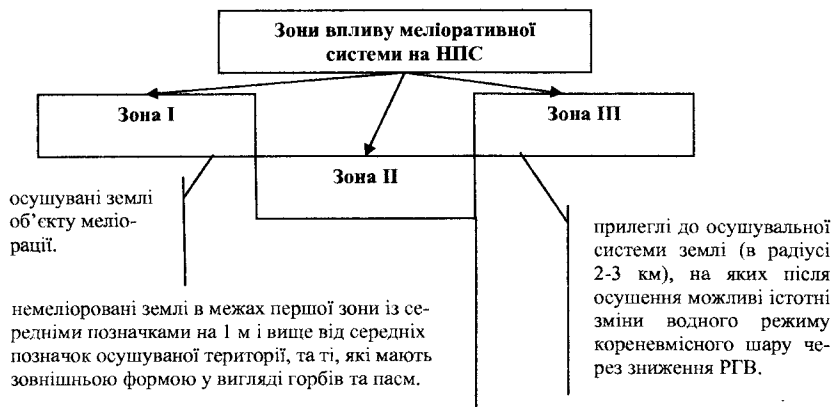 Зони впливу меліоративної
системи на НПС
Зона I
Зона III
Зона II
осушувані землі
об’єкту меліо-
рації.
прилеглі до осушувальної
системи землі (в радіусі
2-3 км), на яких після
осушення можливі істотні
зміни водного режиму
кореневмісного шару че-
рез зниження РГВ.
немеліоровані землі в межах першої зони із се-
редніми позначками на 1 м і вище від середніх
позначок осушуваної території, та ті, які мають
зовнішньою формою у вигляді горбів та пасм.